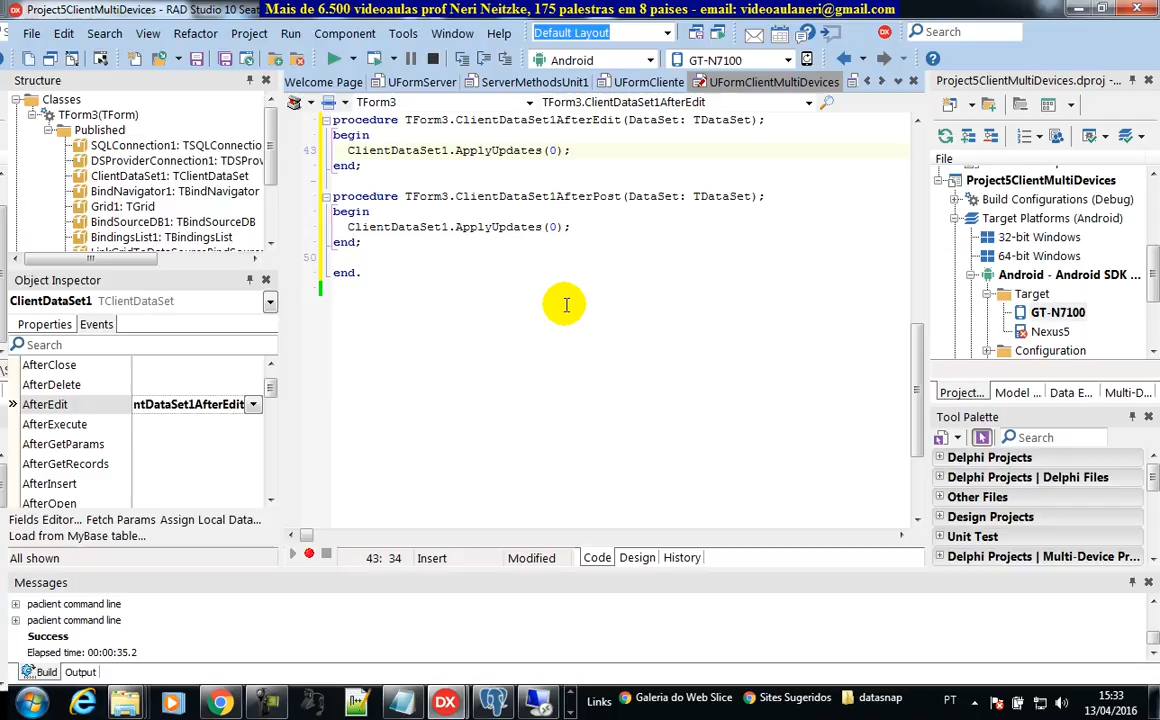 Project5ClientMultiDevices - RAD Studio 10 Seat
Mais de 6.500 videoaulas prof Neri Neitzke, 175 palestras em 8 paises - email: videoaulaneri@gmail.com
File Edit Search View Refactor Project Run Component Tools Window Help
Default Layout
Search
Android
GT-N7100
Structure
Welcome Page UFormServer ServerMethodsUnit1 UFormCliente UFormClientMultiDevices
Project5ClientMultiDevices.dproj -...
TForm3
TForm3.ClientDataSet1AfterEdit
Classes
TForm3(TForm)
Published
SQLConnection1: TSQLConnectio
DSProviderConnection1: TDSProv
ClientDataSet1: TClientDataSet
BindNavigator1: TBindNavigator
Grid1: TGrid
BindSourceDB1: TBindSourceDB
BindingsList1: TBindingsList
procedure TForm3.ClientDataSet1AfterEdit(DataSet: TDataSet);
begin
43 ClientDataSet1.ApplyUpdates(0);
end;
procedure TForm3.ClientDataSet1AfterPost(DataSet: TDataSet);
begin
ClientDataSet1.ApplyUpdates(0);
end;
50
end.
File
Project5ClientMultiDevices
Build Configurations (Debug)
Target Platforms (Android)
32-bit Windows
64-bit Windows
Android - Android SDK ...
Target
GT-N7100
Nexus5
Configuration
Project... Model ... Data E... Multi-D...
Object Inspector
ClientDataSet1 TClientDataSet
Properties Events
Search
AfterClose
AfterDelete
AfterEdit ntDataSet1AfterEdit
AfterExecute
AfterGetParams
AfterGetRecords
AfterInsert
AfterOpen
Fields Editor... Fetch Params Assign Local Data...
Load from MyBase table...
All shown
Tool Palette
Search
Delphi Projects
Delphi Projects | Delphi Files
Other Files
Design Projects
Unit Test
Delphi Projects | Multi-Device Pr...
43: 34 Insert Modified Code Design History
Messages
paclient command line
paclient command line
Success
Elapsed time: 00:00:35.2
Build Output
Links Galeria do Web Slice Sites Sugeridos datasnap PT
15:33
13/04/2016